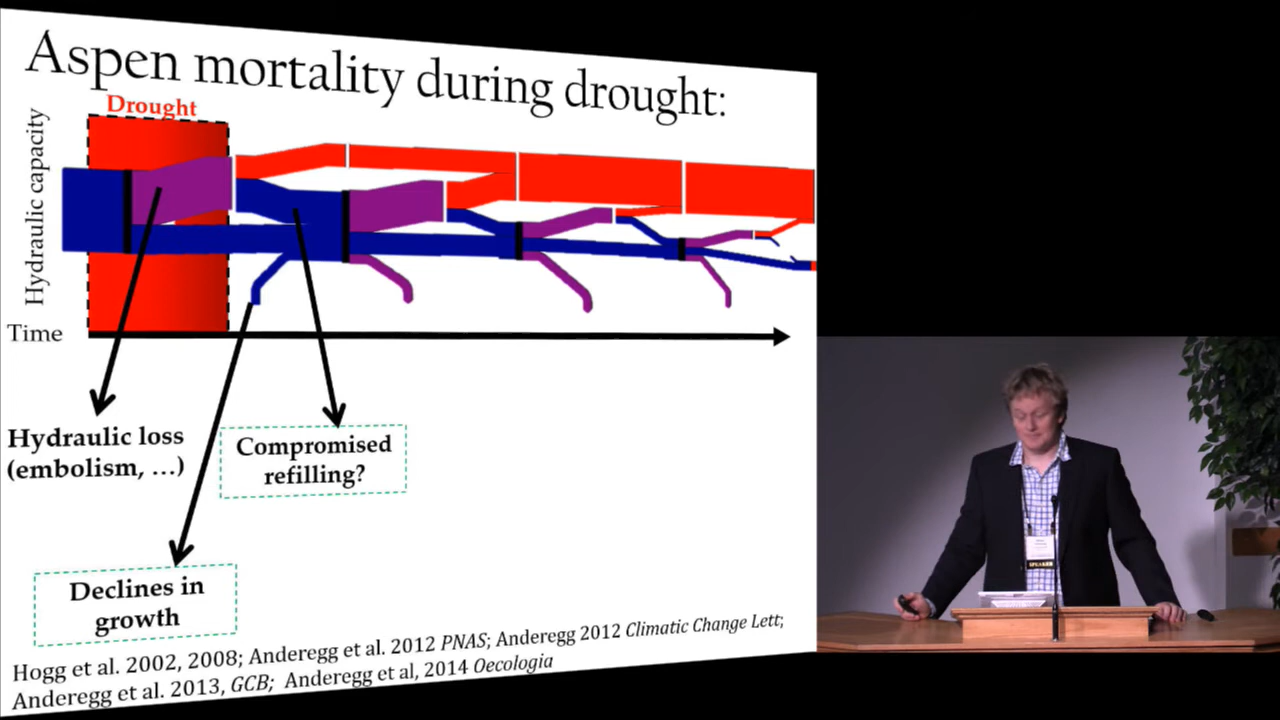 Aspen mortality during drought:
Drought
Hydraulic capacity
Time
Hydraulic loss
(embolism, ...)
Compromised
refilling?
Declines in
growth
Hogg et al. 2002, 2008; Anderegg et al. 2012 PNAS; Anderegg 2012 Climatic Change Lett;
Anderegg et al. 2013, GCB; Anderegg et al, 2014 Oecologia
SPEAKER